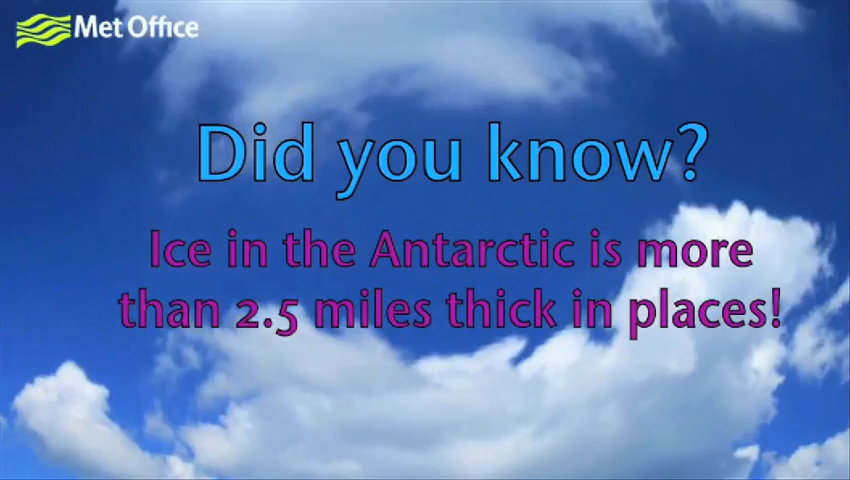 Met Office
Did you know?
Ice in the Antarctic is more
than 2.5 miles thick in places!